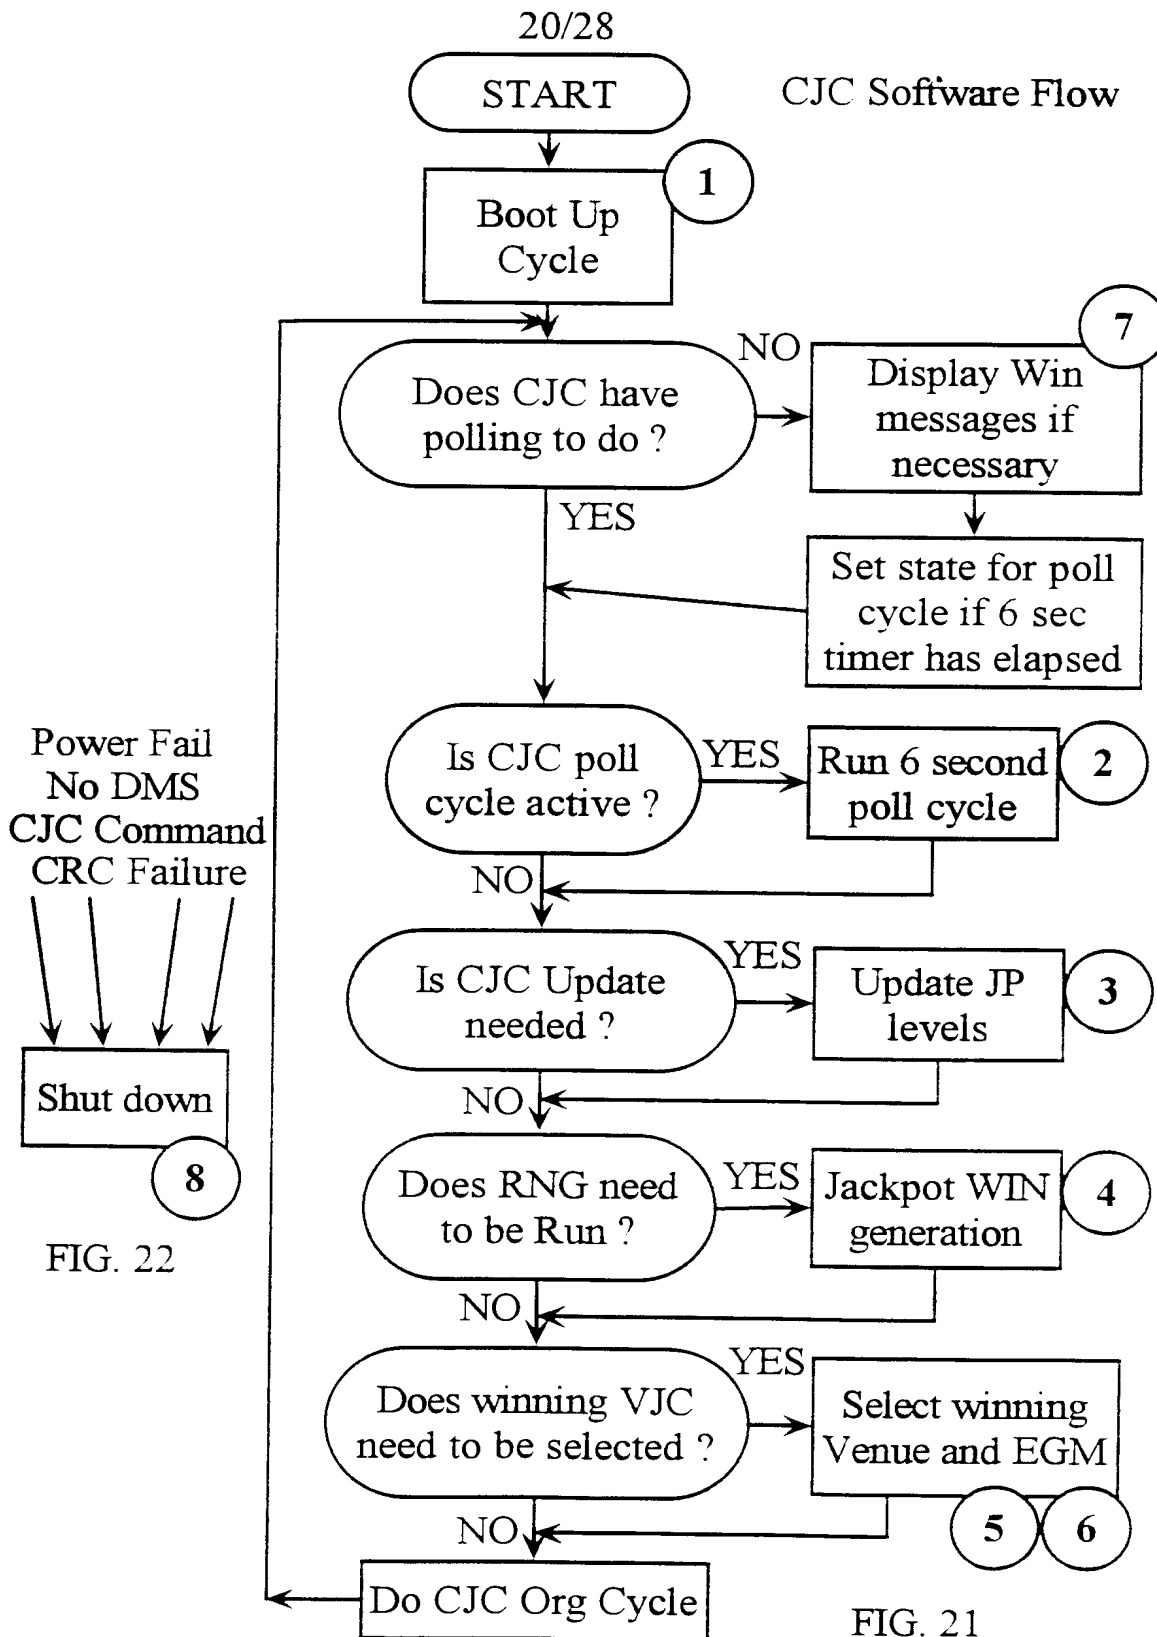 20/28
START
CJC Software Flow
1
Boot Up
Cycle
7
NO
Does CJC have
polling to do ?
Display Win
messages if
necessary
YES
Set state for poll
cycle if 6 sec
timer has elapsed
Power Fail
No DMS
CJC Command
CRC Failure
Is CJC poll
cycle active ?
YES
Run 6 second
poll cycle
2
NO
Is CJC Update
needed ?
YES
Update JP
levels
3
Shut down
8
NO
Does RNG need
to be Run ?
YES
Jackpot WIN
generation
4
FIG. 22
NO
Does winning VJC
need to be selected ?
YES
Select winning
Venue and EGM
5
6
NO
Do CJC Org Cycle
FIG. 21